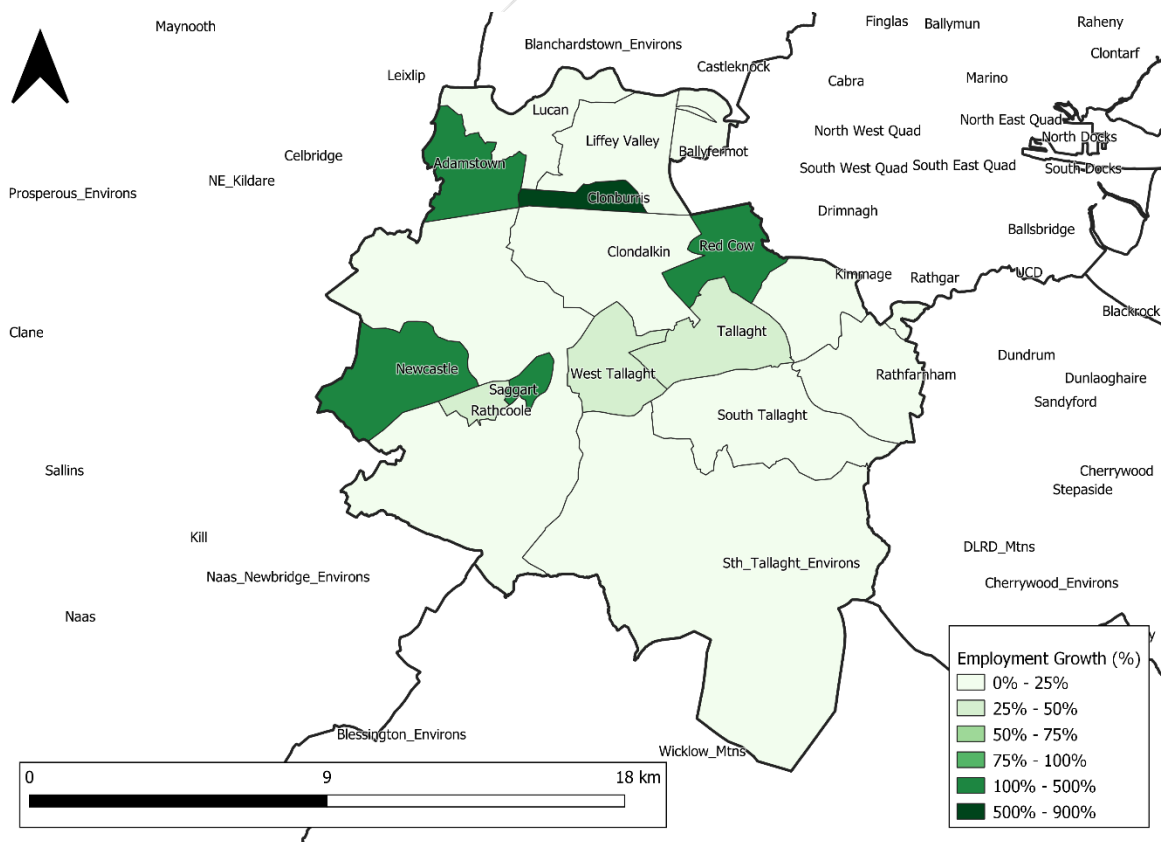 Maynooth
Finglas
Ballymun
Raheny
Blanchardstown_Environs
Clontarf
Leixlip
Castleknock
Cabra
Marino
Lucan
North West Quad
North East Quad
North Docks
Liffey Valley
Ballyfermot
Celbridge
Adamstown
South West Quad
South East Quad
South Docks
NE_Kildare
Prosperous_Environs
Clonburris
Drimnagh
Ballsbridge
Clondalkin
Red Cow
Kimmage
Rathgar
UCD
Blackrock
Clane
Tallaght
Dundrum
Newcastle
West Tallaght
Rathfarnham
Dunlaoghaire
Saggart
Rathcoole
Sandyford
South Tallaght
Sallins
Cherrywood
Stepaside
Kill
DLRD_Mtns
Naas_Newbridge_Environs
Sth_Tallaght_Environs
Cherrywood_Environs
Naas
y
Employment Growth (%)
0% - 25%
25% - 50%
50% - 75%
75% - 100%
100% - 500%
500% - 900%
Blessington_Environs
Wicklow_Mtns
0 9 18 km